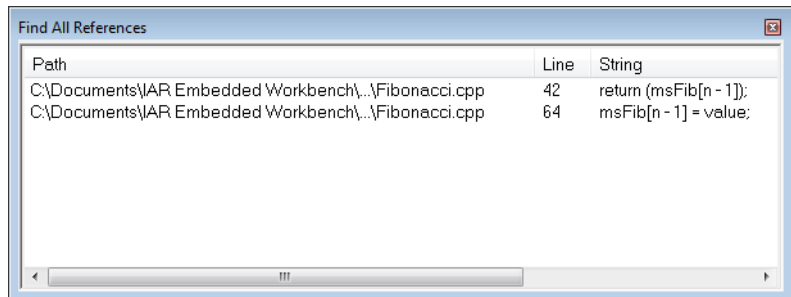 Find All References
Path Line String
C:\Documents\IAR Embedded Workbench\...\Fibonacci.cpp 42 return (msFib[n - 1]);
C:\Documents\IAR Embedded Workbench\...\Fibonacci.cpp 64 msFib[n - 1] = value;